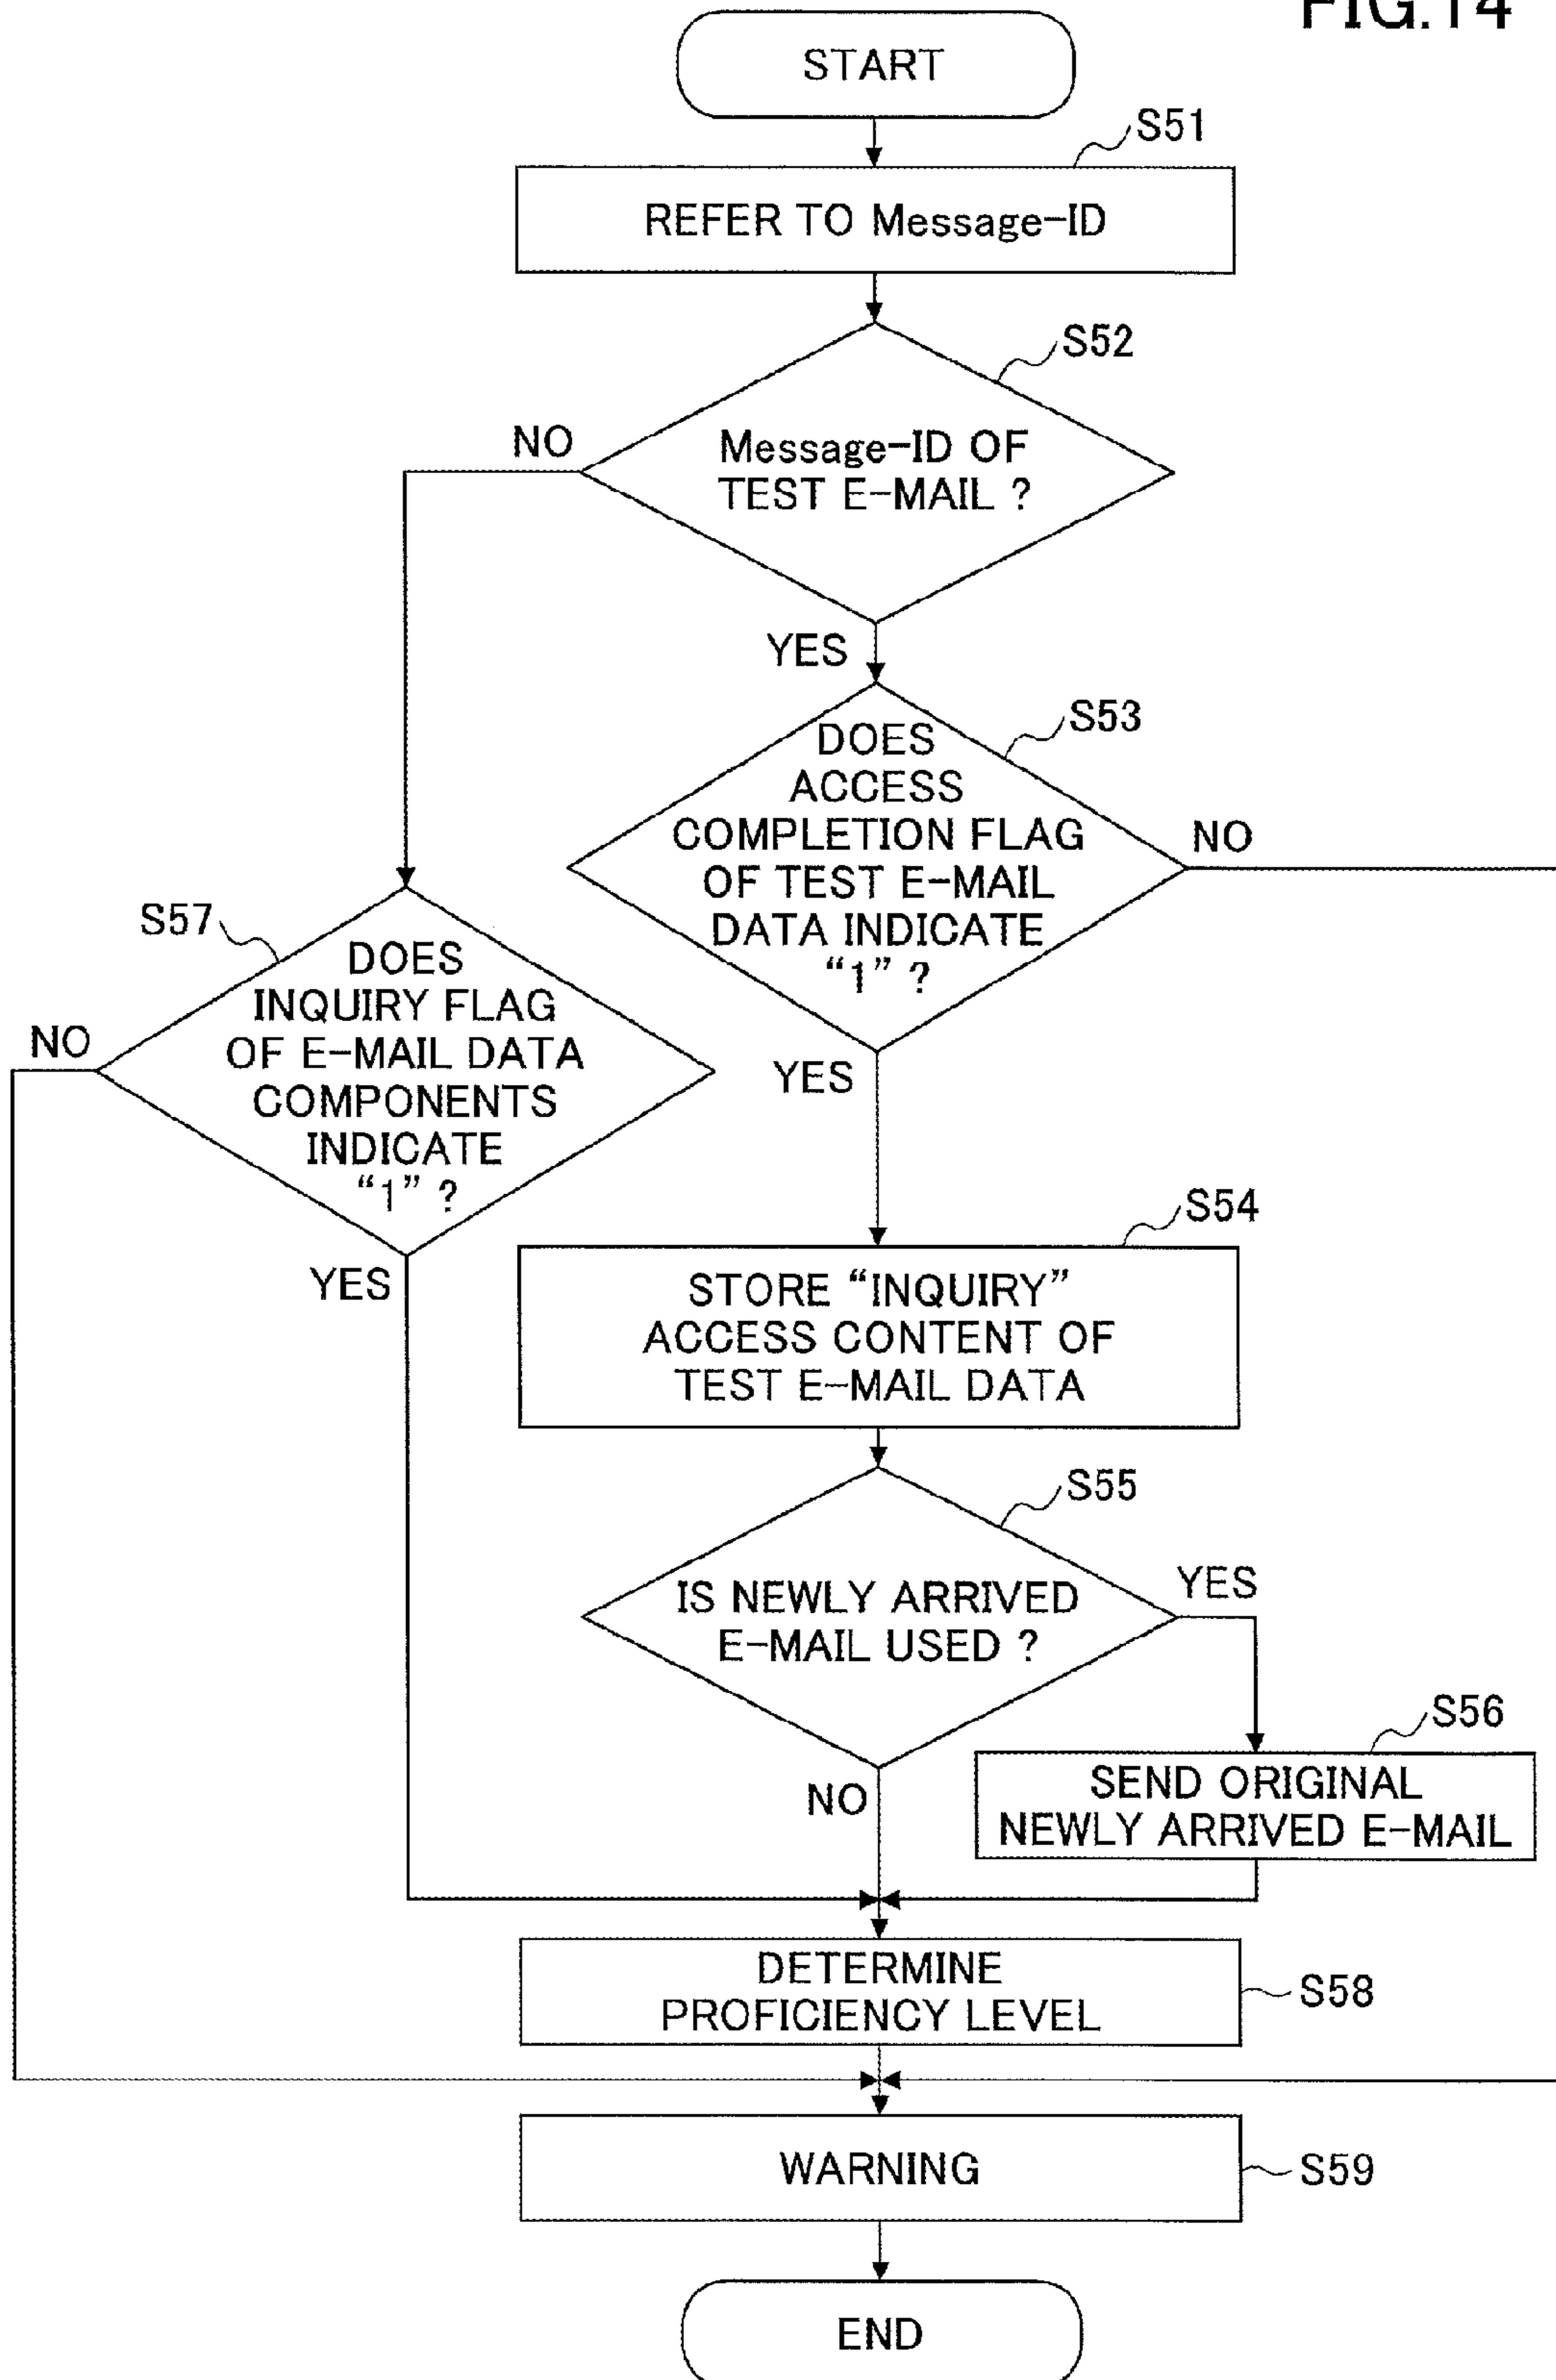 FIG.14
START
S51
REFER TO Message-ID
S52
NO
Message-ID OF
TEST E-MAIL ?
YES
S53
DOES
ACCESS
COMPLETION FLAG
OF TEST E-MAIL
DATA INDICATE
“1” ?
NO
YES
S57
DOES
INQUIRY FLAG
OF E-MAIL DATA
COMPONENTS
INDICATE
“1” ?
NO
YES
S54
STORE “INQUIRY”
ACCESS CONTENT OF
TEST E-MAIL DATA
S55
IS NEWLY ARRIVED
E-MAIL USED ?
YES
NO
S56
SEND ORIGINAL
NEWLY ARRIVED E-MAIL
DETERMINE
PROFICIENCY LEVEL
S58
WARNING
S59
END